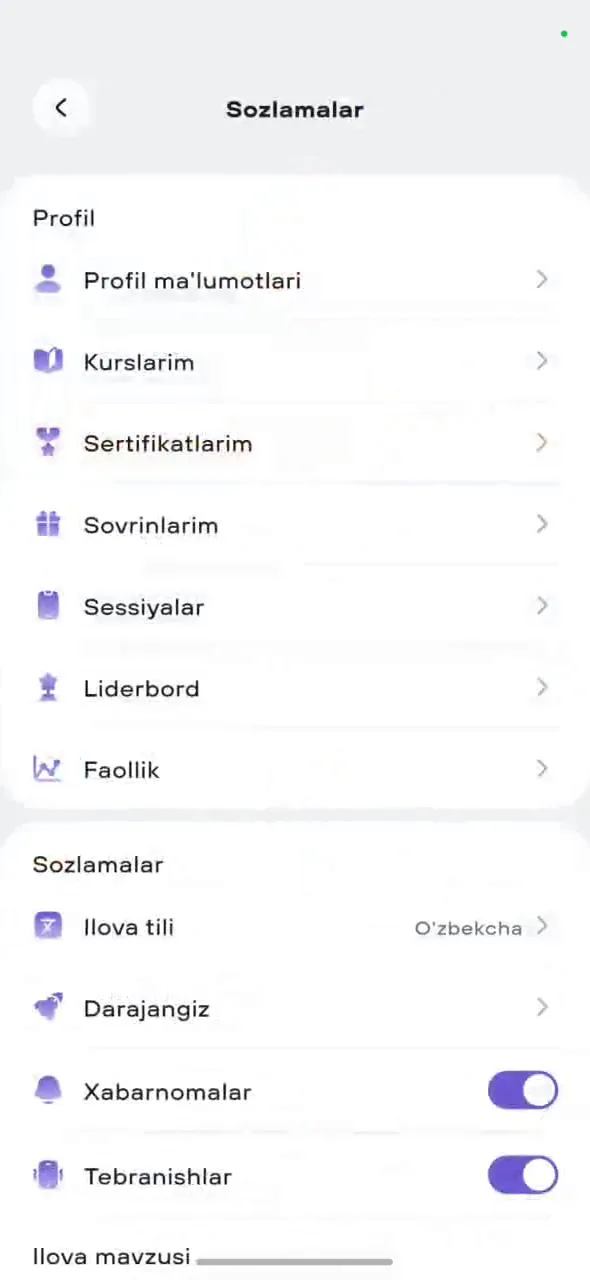 Sozlamalar
Profil
Profil ma'lumotlari
Kurslarim
Sertifikatlarim
Sovrinlarim
Sessiyalar
Liderbord
Faollik
Sozlamalar
Ilova tili O'zbekcha
Darajangiz
Xabarnomalar
Tebranishlar
Ilova mavzusi